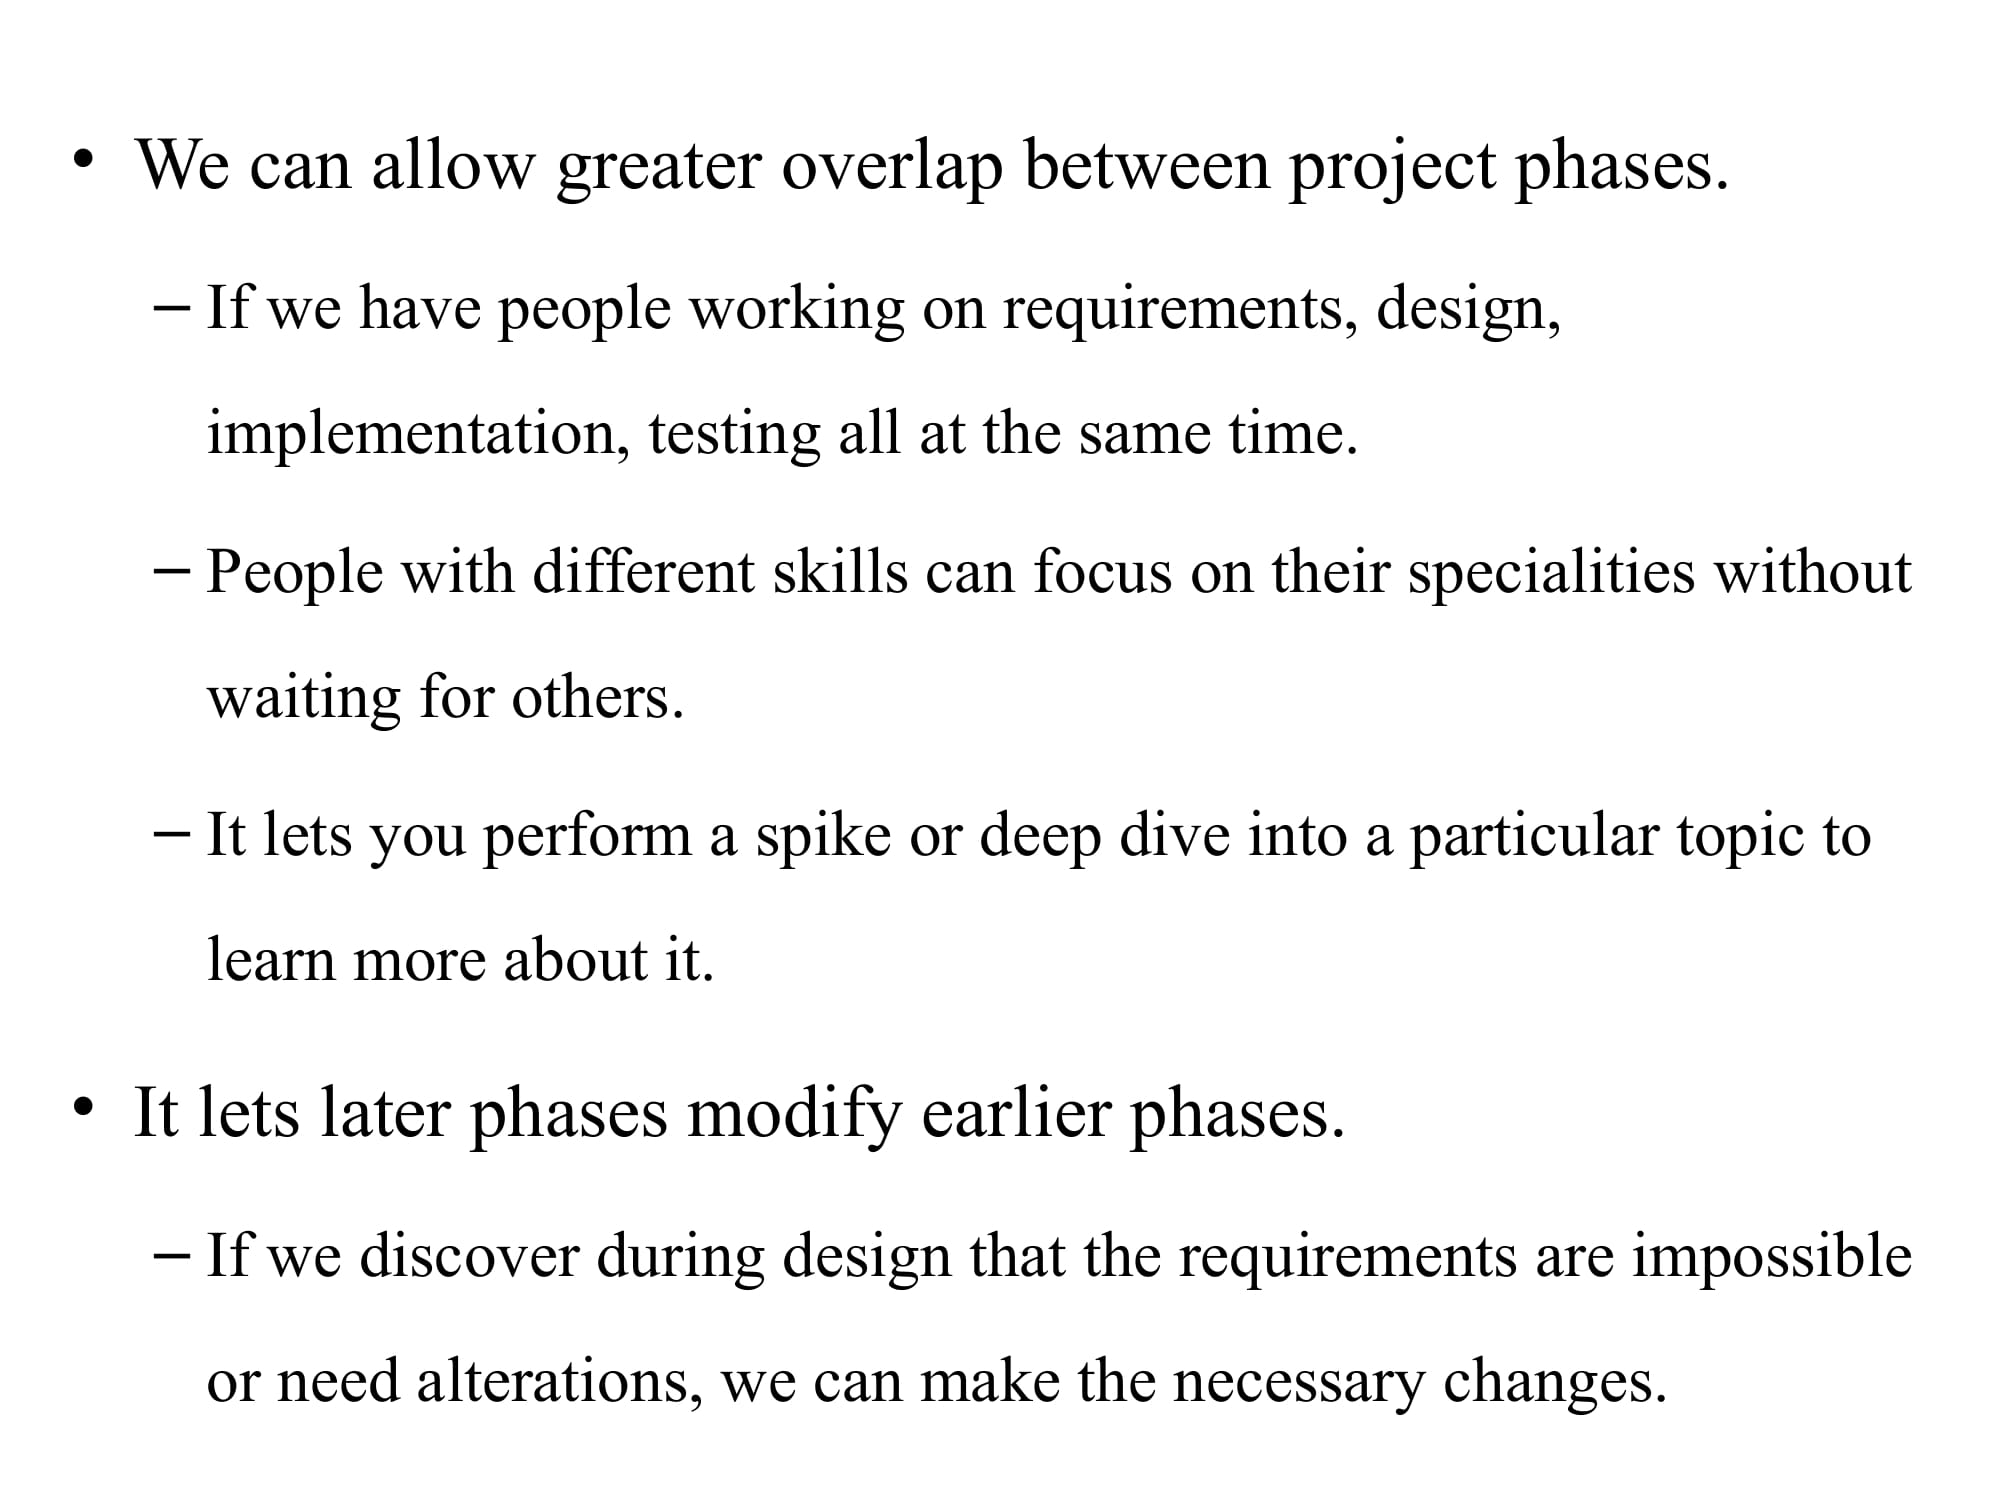 • We can allow greater overlap between project phases.
– If we have people working on requirements, design,
implementation, testing all at the same time.
– People with different skills can focus on their specialities without
waiting for others.
– It lets you perform a spike or deep dive into a particular topic to
learn more about it.
• It lets later phases modify earlier phases.
– If we discover during design that the requirements are impossible
or need alterations, we can make the necessary changes.